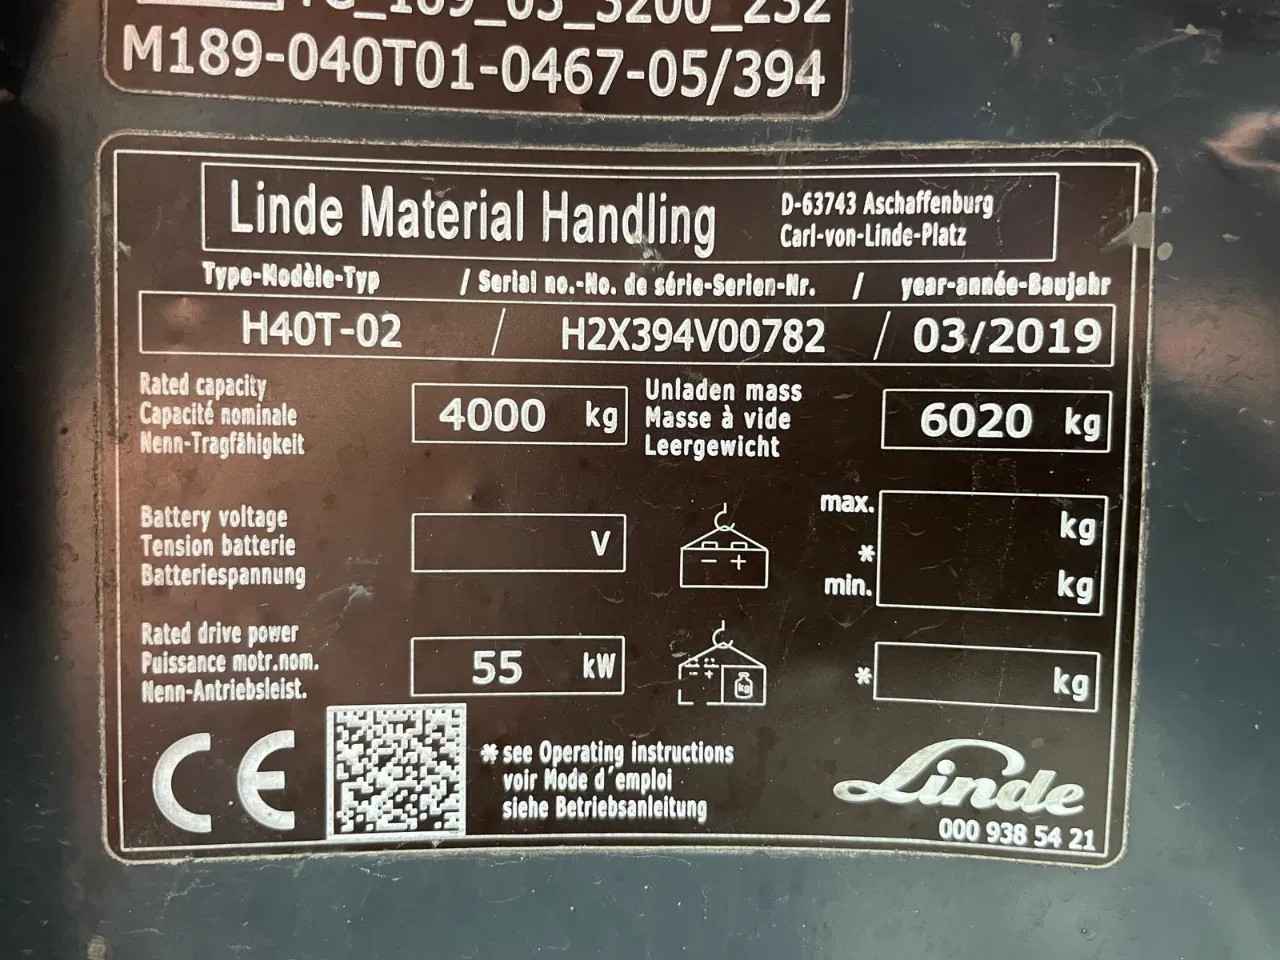 _189_05_3200_232
M189-040T01-0467-05/394
Linde Material Handling
D-63743 Aschaffenburg
Carl-von-Linde-Platz
Type-Modèle-Typ / Serial no.-No. de série-Serien-Nr. / year-année-Baujahr
H40T-02 / H2X394V00782 / 03/2019
Rated capacity
Capacité nominale
Nenn-Tragfähigkeit
4000 kg
Unladen mass
Masse à vide
Leergewicht
6020 kg
Battery voltage
Tension batterie
Batteriespannung
V
- +
max. kg
*
min. kg
Rated drive power
Puissance motr.nom.
Nenn-Antriebsleist.
55 kW
kg
* kg
CE
* see Operating instructions
voir Mode d'emploi
siehe Betriebsanleitung
Linde
000 938 54 21